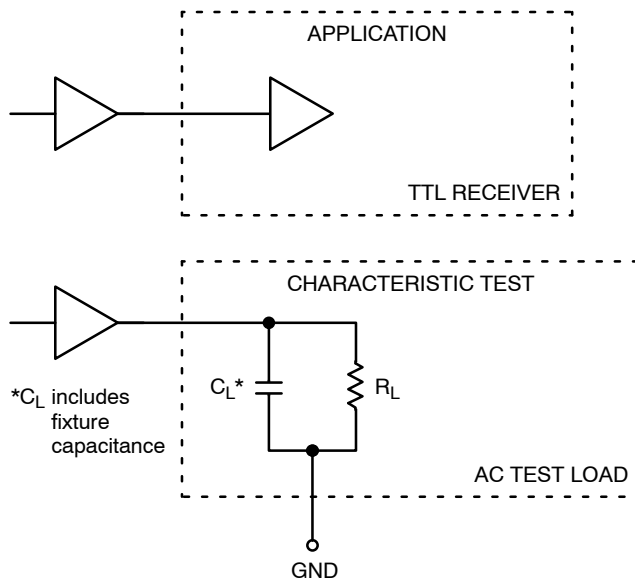 APPLICATION
TTL RECEIVER
CHARACTERISTIC TEST
*CL includes
fixture
capacitance
CL*
RL
AC TEST LOAD
GND